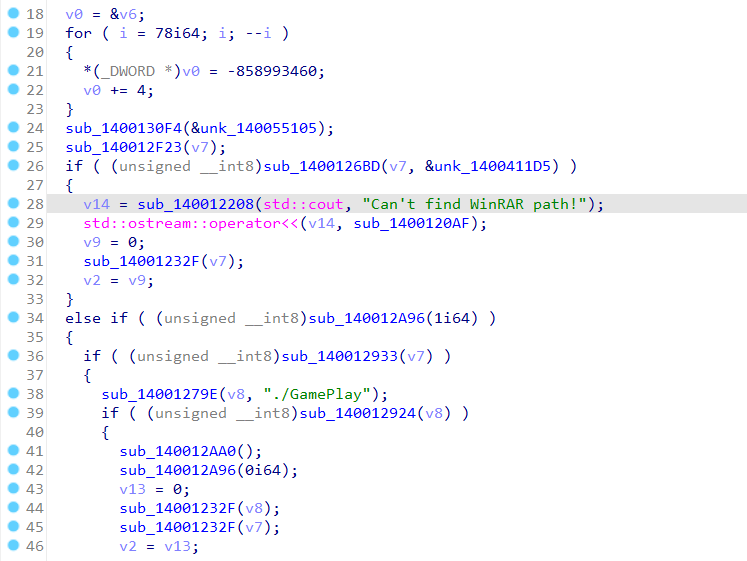 18 v0 = &v6;
19 for ( i = 78i64; i; --i )
20 {
21 *(_DWORD *)v0 = -858993460;
22 v0 += 4;
23 }
24 sub_1400130F4(&unk_140055105);
25 sub_140012F23(v7);
26 if ( (unsigned __int8)sub_1400126BD(v7, &unk_1400411D5) )
27 {
28 v14 = sub_140012208(std::cout, "Can't find WinRAR path!");
29 std::ostream::operator<<(v14, sub_1400120AF);
30 v9 = 0;
31 sub_14001232F(v7);
32 v2 = v9;
33 }
34 else if ( (unsigned __int8)sub_140012A96(1i64) )
35 {
36 if ( (unsigned __int8)sub_140012933(v7) )
37 {
38 sub_14001279E(v8, "./GamePlay");
39 if ( (unsigned __int8)sub_140012924(v8) )
40 {
41 sub_140012AA0();
42 sub_140012A96(0i64);
43 v13 = 0;
44 sub_14001232F(v8);
45 sub_14001232F(v7);
46 v2 = v13;